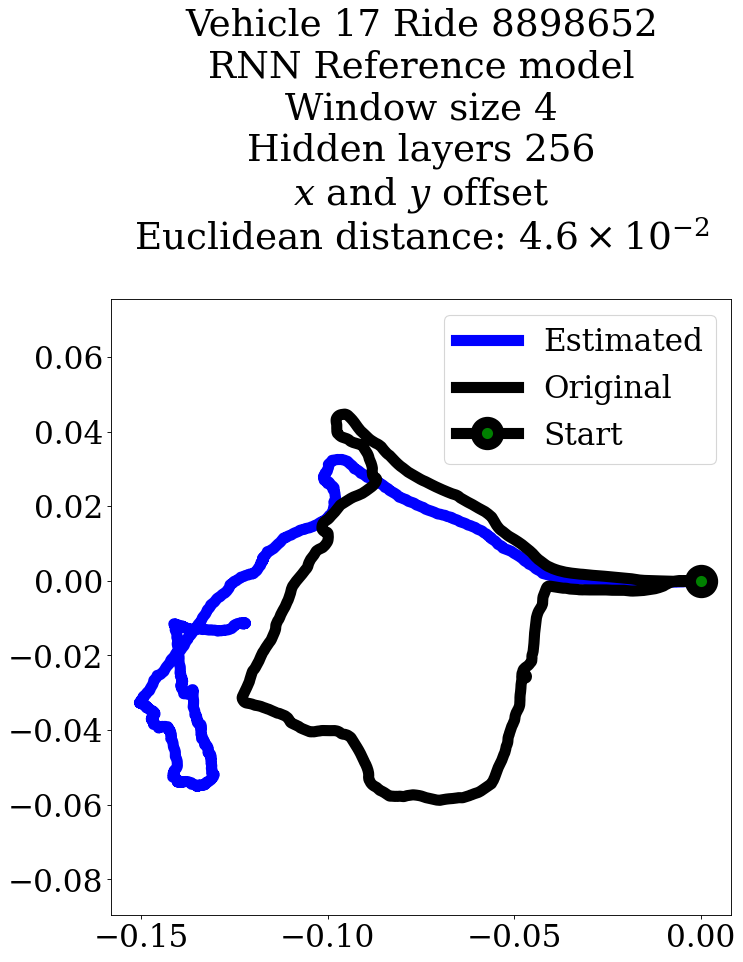 Vehicle 17 Ride 8898652
RNN Reference model
Window size 4
Hidden layers 256
x and y offset
Euclidean distance: 4.6 × 10⁻²
Estimated
Original
Start
0.06
0.04
0.02
0.00
−0.02
−0.04
−0.06
−0.08
−0.15 −0.10 −0.05 0.00